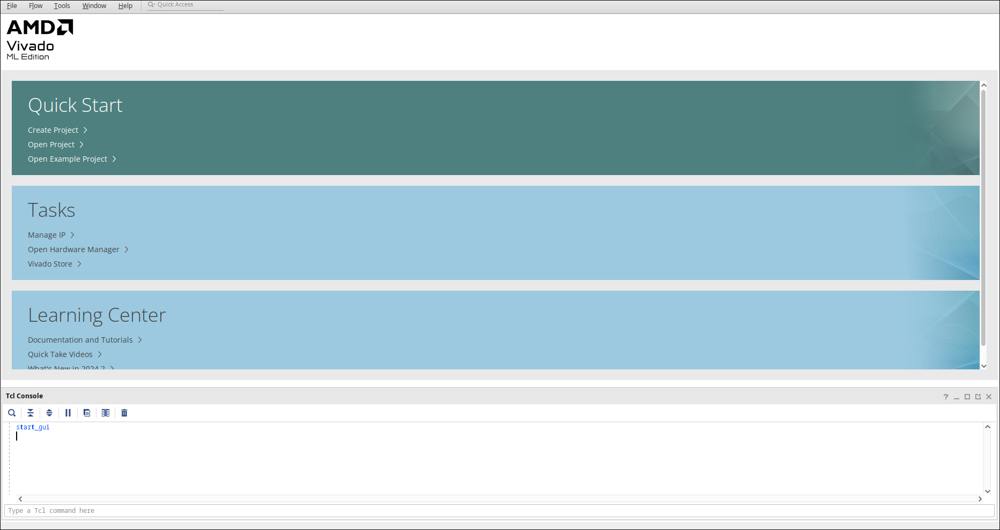 File Flow Tools Window Help Quick Access
AMD
Vivado
ML Edition
Quick Start
Create Project
Open Project
Open Example Project
Tasks
Manage IP
Open Hardware Manager
Vivado Store
Learning Center
Documentation and Tutorials
Quick Take Videos
What's New in 2024.2
Tcl Console
start_gui
Type a Tcl command here